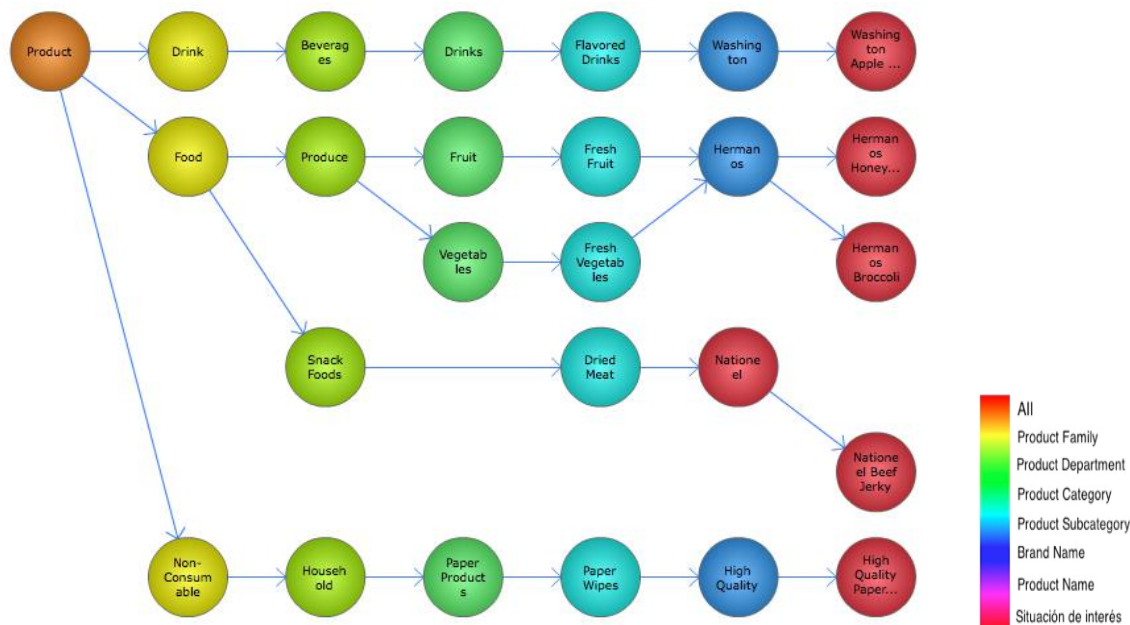 Product
Drink
Beverag
es
Drinks
Flavored
Drinks
Washing
ton
Washing
ton
Apple ...
Food
Produce
Fruit
Fresh
Fruit
Herman
os
Herman
os
Honey...
Vegetab
les
Fresh
Vegetab
les
Herman
os
Broccoli
Snack
Foods
Dried
Meat
Natione
el
Natione
el Beef
Jerky
Non-
Consum
able
Househ
old
Paper
Product
s
Paper
Wipes
High
Quality
High
Quality
Paper...
All
Product Family
Product Department
Product Category
Product Subcategory
Brand Name
Product Name
Situación de interés